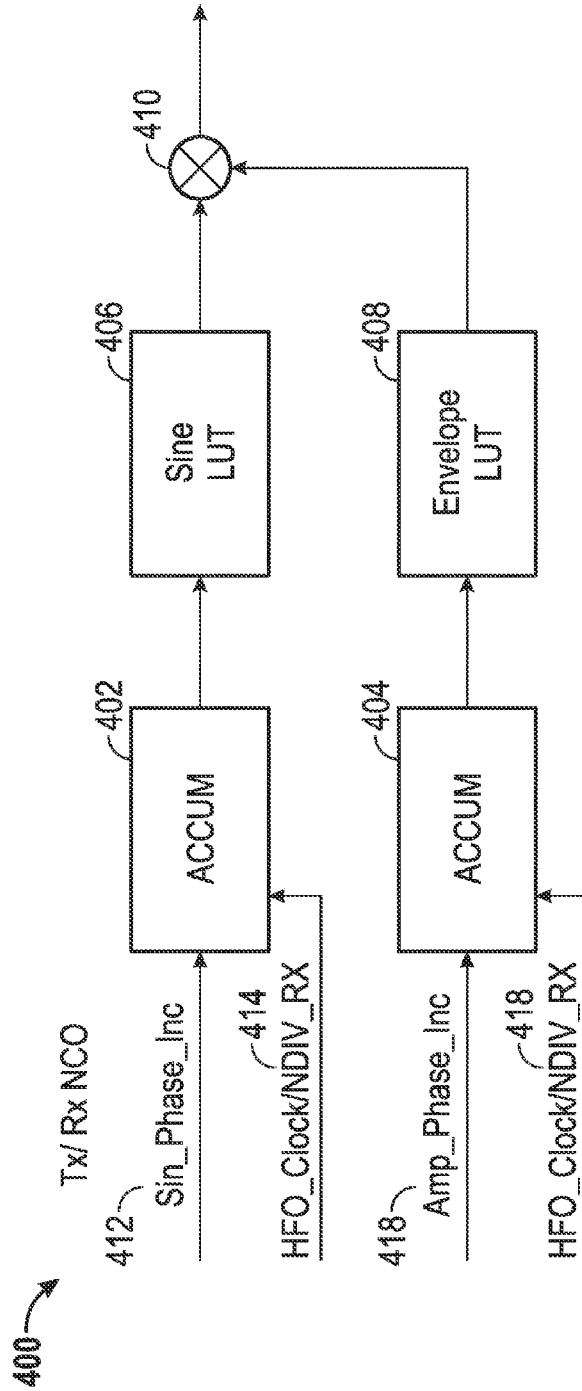 400
Tx/ Rx NCO
412
Sin_Phase_Inc
402
ACCUM
406
Sine
LUT
410
414
HFO_Clock/NDIV_RX
418
Amp_Phase_Inc
404
ACCUM
408
Envelope
LUT
418
HFO_Clock/NDIV_RX